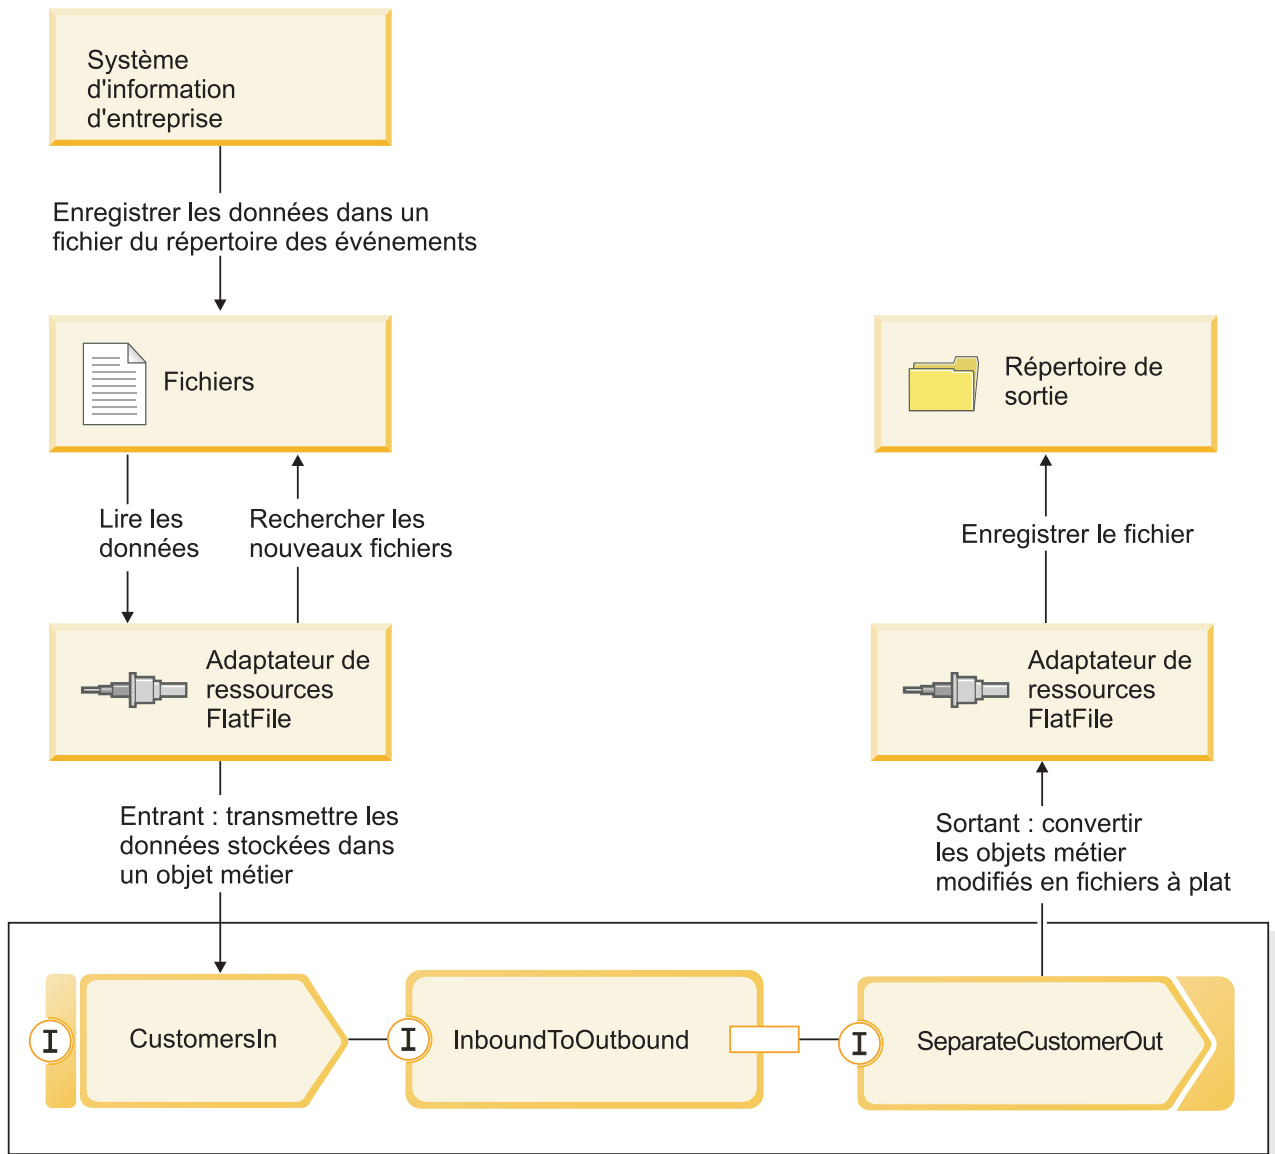 Système
d'information
d'entreprise
Enregistrer les données dans un
fichier du répertoire des événements
Fichiers
Répertoire de
sortie
Lire les
données
Rechercher les
nouveaux fichiers
Enregistrer le fichier
Adaptateur de
ressources
FlatFile
Adaptateur de
ressources
FlatFile
Entrant : transmettre les
données stockées dans
un objet métier
Sortant : convertir
les objets métier
modifiés en fichiers à plat
I
CustomersIn
I
InboundToOutbound
I
SeparateCustomerOut